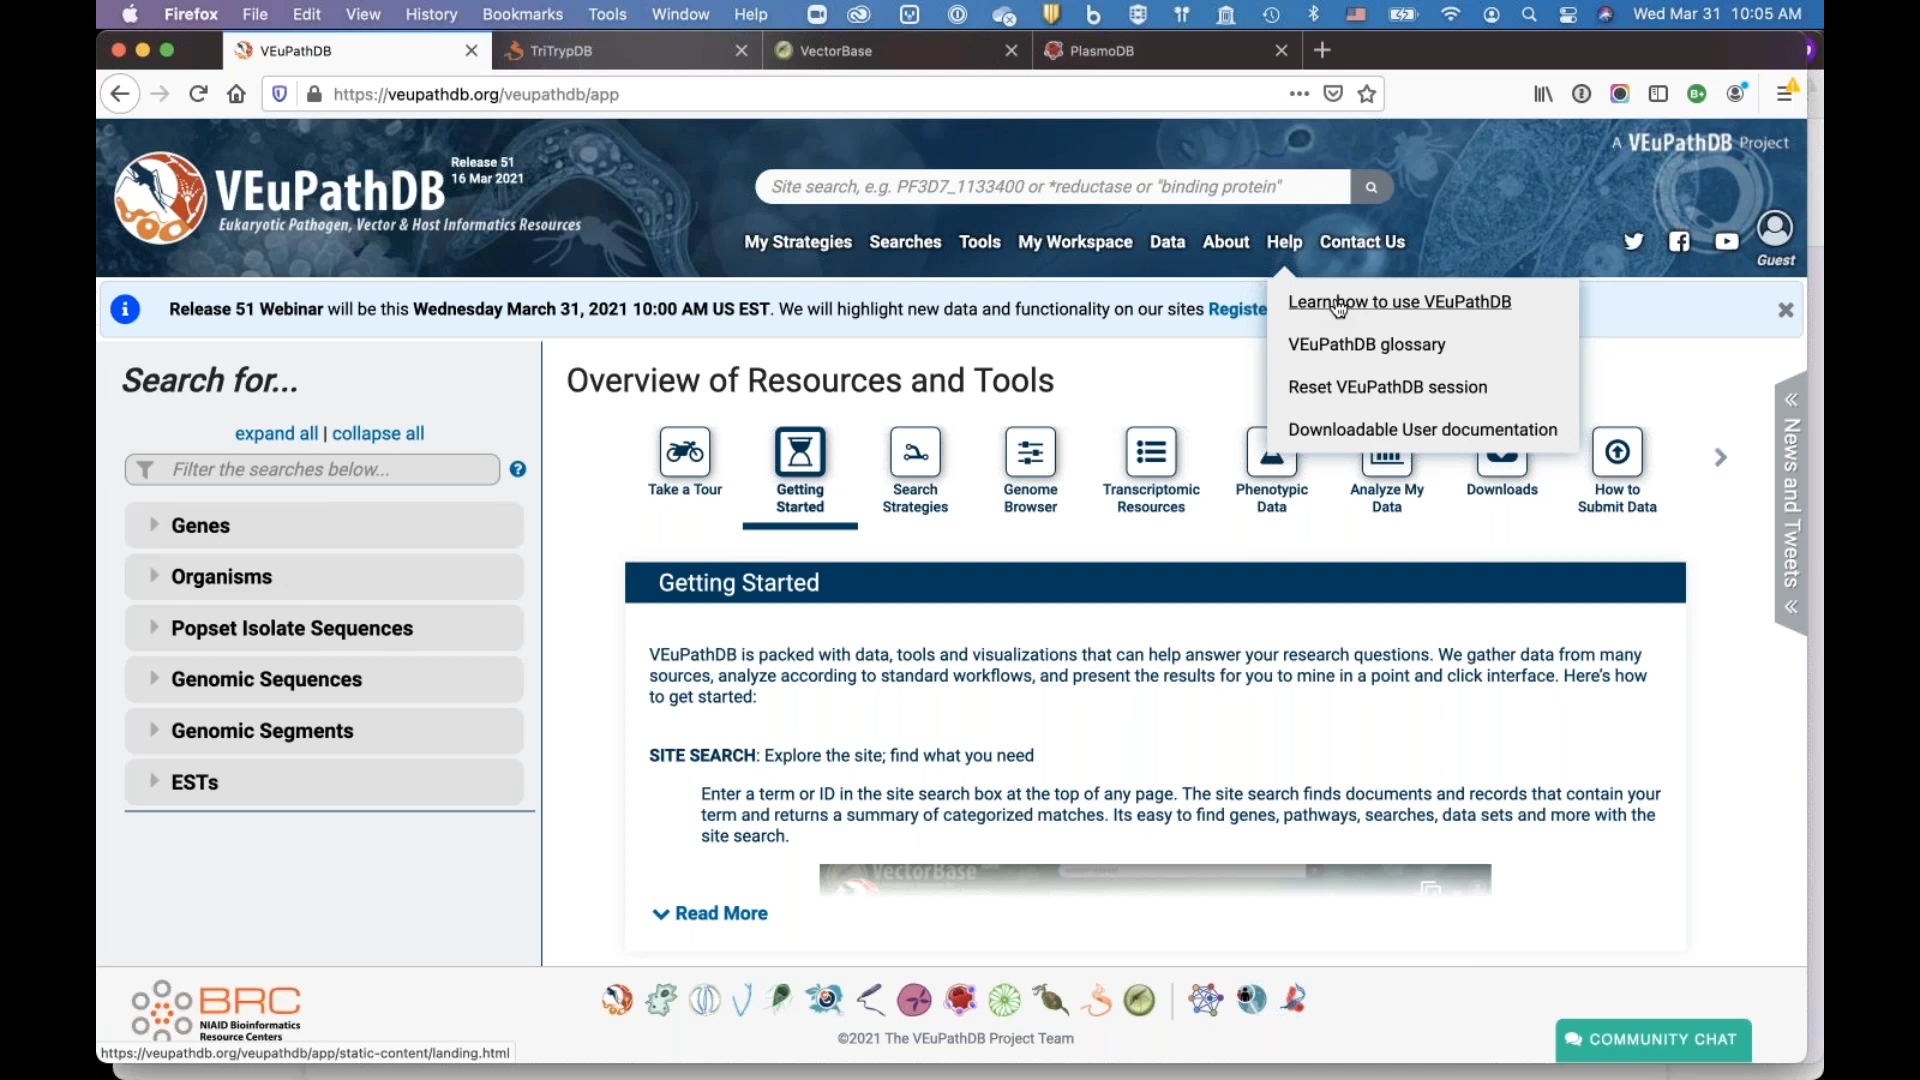 Firefox File Edit View History Bookmarks Tools Window Help Wed Mar 31 10:05 AM
VEuPathDB TriTrypDB VectorBase PlasmoDB
https://veupathdb.org/veupathdb/app
A VEuPathDB Project
Release 51
16 Mar 2021
VEuPathDB
Eukaryotic Pathogen, Vector & Host Informatics Resources
Site search, e.g. PF3D7_1133400 or *reductase or "binding protein"
My Strategies Searches Tools My Workspace Data About Help Contact Us
Guest
Release 51 Webinar will be this Wednesday March 31, 2021 10:00 AM US EST. We will highlight new data and functionality on our sites Registe
Learn how to use VEuPathDB
VEuPathDB glossary
Reset VEuPathDB session
Downloadable User documentation
Search for...
expand all | collapse all
Filter the searches below...
Genes
Organisms
Popset Isolate Sequences
Genomic Sequences
Genomic Segments
ESTs
Overview of Resources and Tools
Take a Tour
Getting Started
Search Strategies
Genome Browser
Transcriptomic Resources
Phenotypic Data
Analyze My Data
Downloads
How to Submit Data
News and Tweets
Getting Started
VEuPathDB is packed with data, tools and visualizations that can help answer your research questions. We gather data from many
sources, analyze according to standard workflows, and present the results for you to mine in a point and click interface. Here's how
to get started:
SITE SEARCH: Explore the site; find what you need
Enter a term or ID in the site search box at the top of any page. The site search finds documents and records that contain your
term and returns a summary of categorized matches. Its easy to find genes, pathways, searches, data sets and more with the
site search.
VectorBase
Read More
BRC
NIAID Bioinformatics
Resource Centers
©2021 The VEuPathDB Project Team
COMMUNITY CHAT
https://veupathdb.org/veupathdb/app/static-content/landing.html